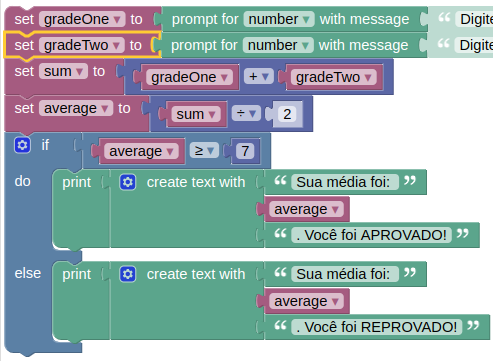 set gradeOne to prompt for number with message “ Digite
set gradeTwo to prompt for number with message “ Digite
set sum to gradeOne + gradeTwo
set average to sum ÷ 2
if average ≥ 7
do print create text with “ Sua média foi: ”
average
“ . Você foi APROVADO! ”
else print create text with “ Sua média foi: ”
average
“ . Você foi REPROVADO! ”